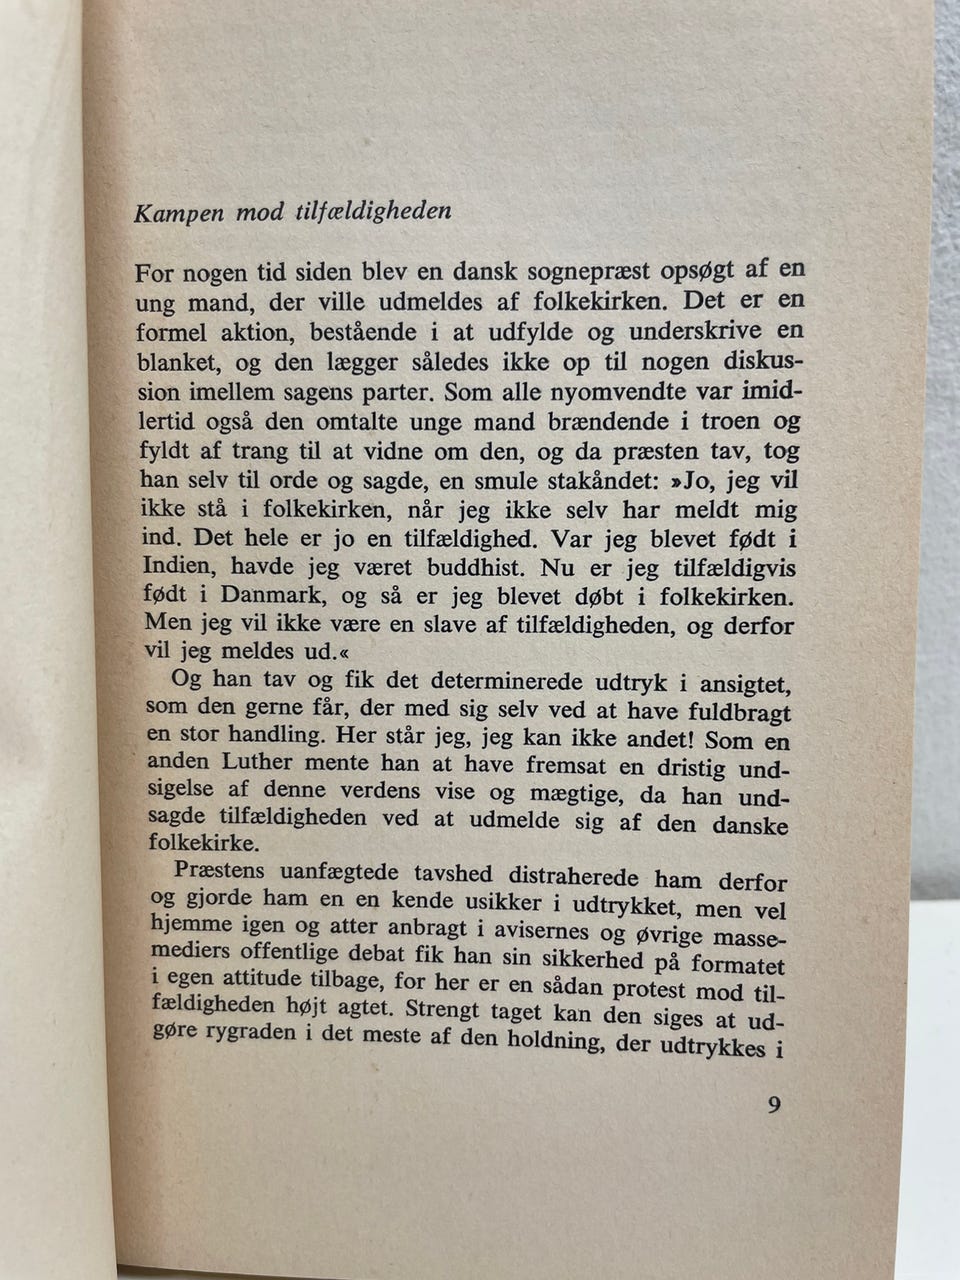 Kampen mod tilfældigheden
For nogen tid siden blev en dansk sognepræst opsøgt af en
ung mand, der ville udmeldes af folkekirken. Det er en
formel aktion, bestående i at udfylde og underskrive en
blanket, og den lægger således ikke op til nogen diskus-
sion imellem sagens parter. Som alle nyomvendte var imid-
lertid også den omtalte unge mand brændende i troen og
fyldt af trang til at vidne om den, og da præsten tav, tog
han selv til orde og sagde, en smule stakåndet: »Jo, jeg vil
ikke stå i folkekirken, når jeg ikke selv har meldt mig
ind. Det hele er jo en tilfældighed. Var jeg blevet født i
Indien, havde jeg været buddhist. Nu er jeg tilfældigvis
født i Danmark, og så er jeg blevet døbt i folkekirken.
Men jeg vil ikke være en slave af tilfældigheden, og derfor
vil jeg meldes ud.«
Og han tav og fik det determinerede udtryk i ansigtet,
som den gerne får, der med sig selv ved at have fuldbragt
en stor handling. Her står jeg, jeg kan ikke andet! Som en
anden Luther mente han at have fremsat en dristig und-
sigelse af denne verdens vise og mægtige, da han und-
sagde tilfældigheden ved at udmelde sig af den danske
folkekirke.
Præstens uanfægtede tavshed distraherede ham derfor
og gjorde ham en en kende usikker i udtrykket, men vel
hjemme igen og atter anbragt i avisernes og øvrige masse-
mediers offentlige debat fik han sin sikkerhed på formatet
i egen attitude tilbage, for her er en sådan protest mod til-
fældigheden højt agtet. Strengt taget kan den siges at ud-
gøre rygraden i det meste af den holdning, der udtrykkes i
9